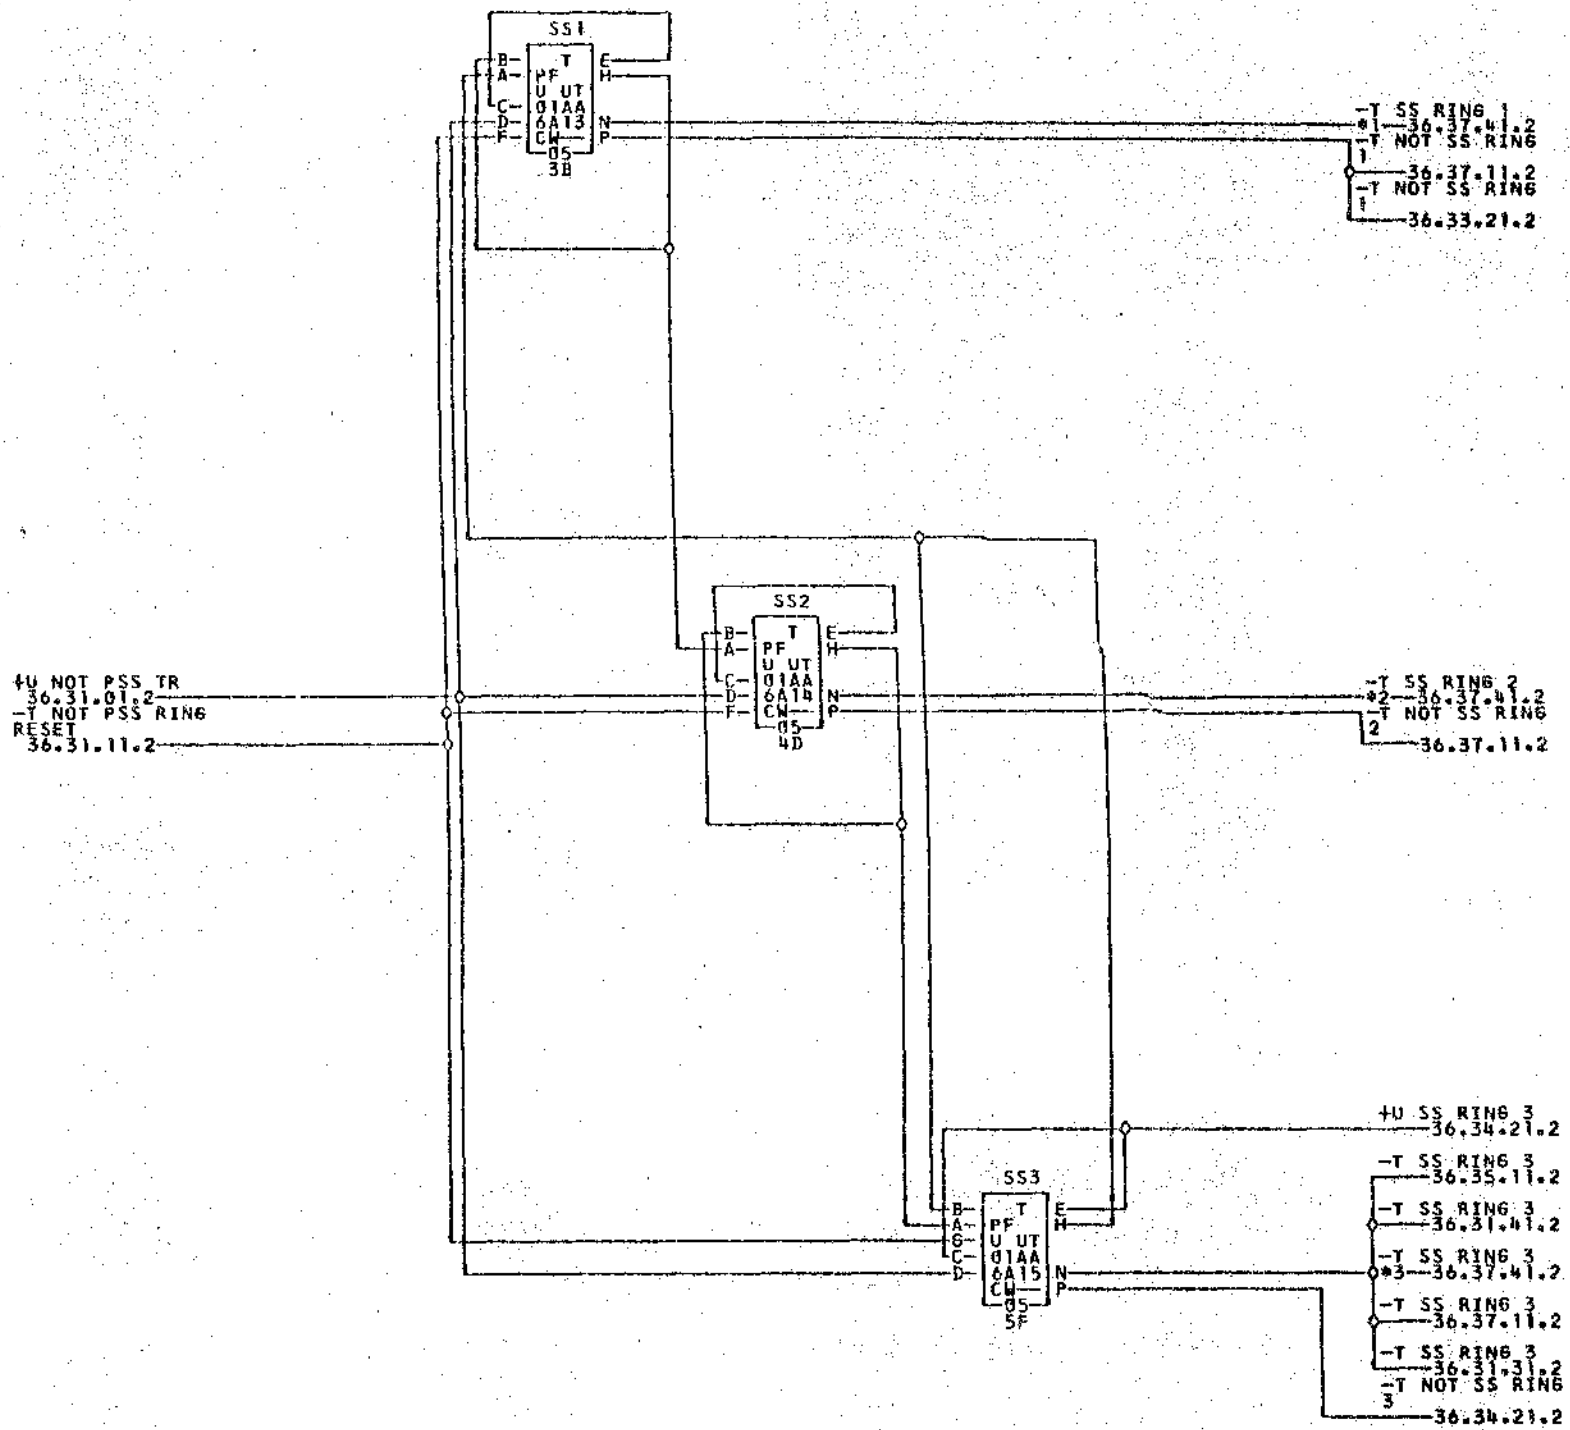 SS1
B T E
A PF H
U UT
C 01AA
D 6A13 N
F CW P
05
3B
-T SS RING 1
*1 36.37.41.2
-T NOT SS RING
1
36.37.11.2
-T NOT SS RING
1
36.33.21.2
SS2
B T E
A PF H
U UT
C 01AA
D 6A14 N
F CW P
05
4D
+U NOT PSS TR
36.31.01.2
-T NOT PSS RING
RESET
36.31.11.2
-T SS RING 2
*2 36.37.41.2
-T NOT SS RING
2
36.37.11.2
SS3
B T E
A PF H
G U UT
C 01AA
D 6A15 N
CW P
05
5F
+U SS RING 3
36.34.21.2
-T SS RING 3
36.35.11.2
-T SS RING 3
36.31.41.2
-T SS RING 3
*3 36.37.41.2
-T SS RING 3
36.37.11.2
-T SS RING 3
36.31.31.2
-T NOT SS RING
3
36.34.21.2